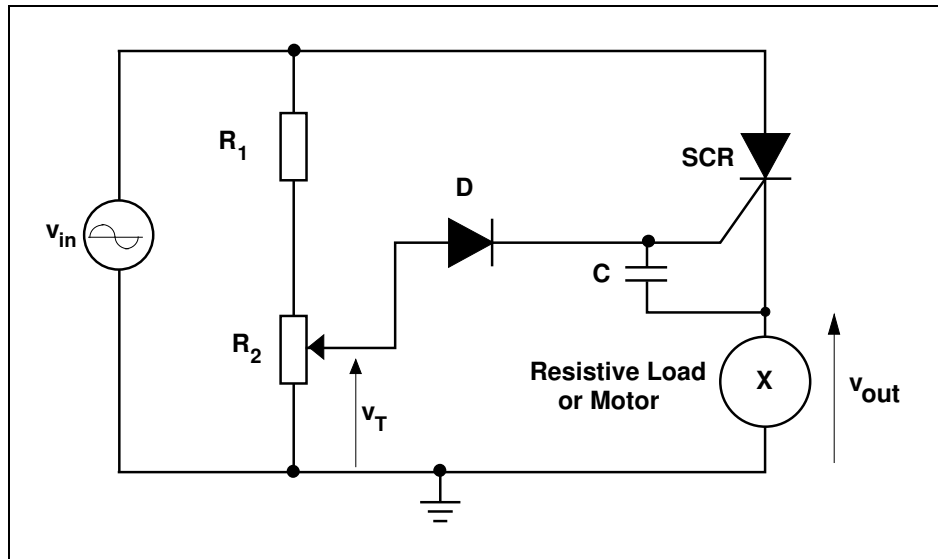 R1
SCR
D
vin
C
R2
Resistive Load
or Motor
X
vout
vT